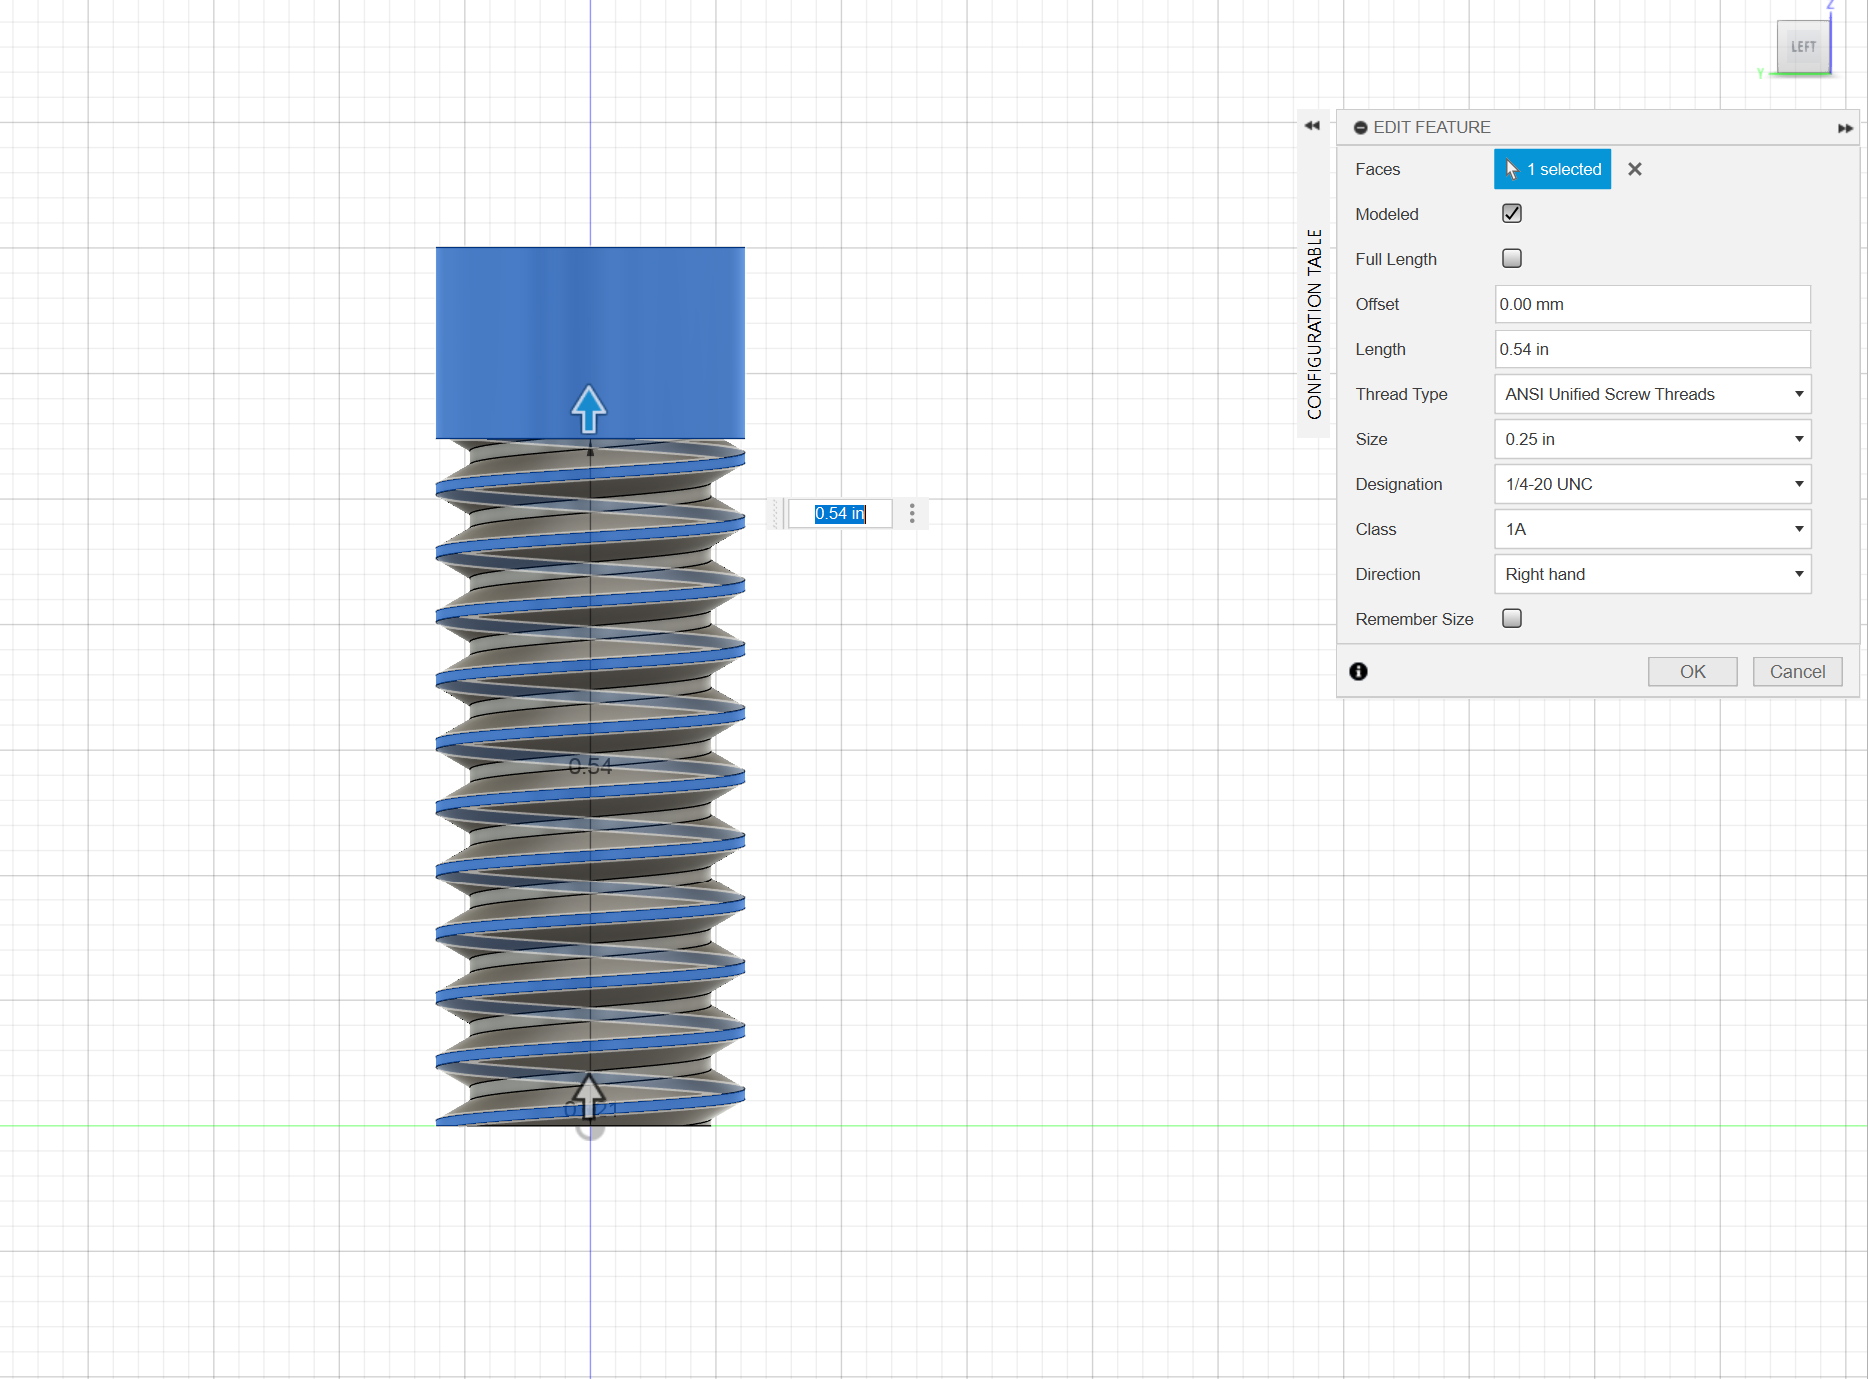 Z
LEFT
Y
EDIT FEATURE
Faces 1 selected
Modeled
Full Length
Offset 0.00 mm
Length 0.54 in
Thread Type ANSI Unified Screw Threads
Size 0.25 in
Designation 1/4-20 UNC
Class 1A
Direction Right hand
Remember Size
OK Cancel
CONFIGURATION TABLE
0.54 in
0.54